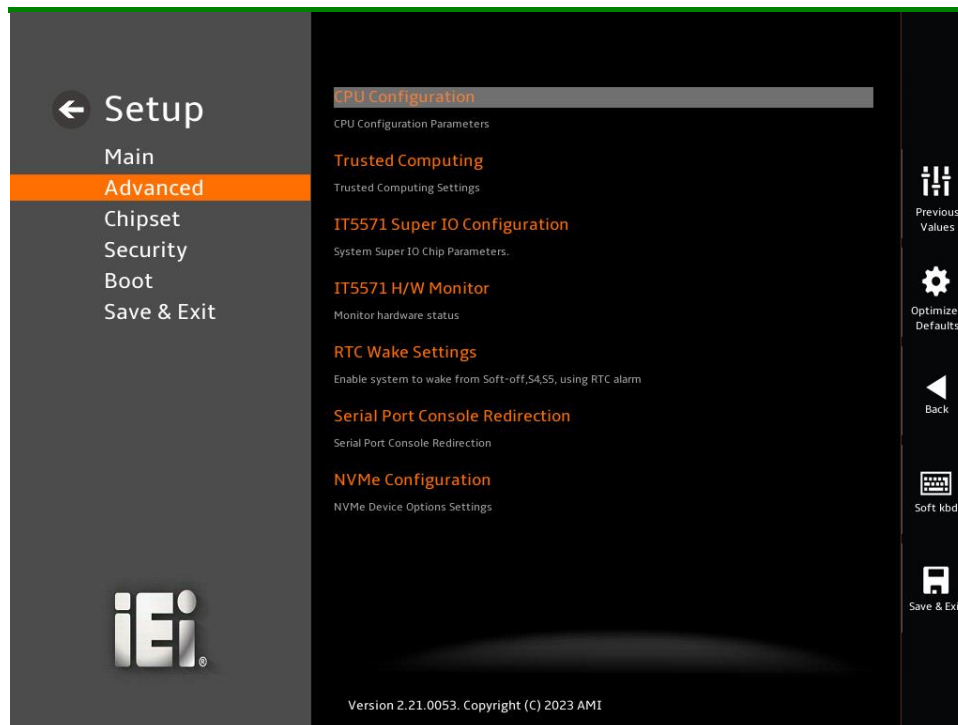 Setup
Main
Advanced
Chipset
Security
Boot
Save & Exit
CPU Configuration
CPU Configuration Parameters
Trusted Computing
Trusted Computing Settings
IT5571 Super IO Configuration
System Super IO Chip Parameters.
IT5571 H/W Monitor
Monitor hardware status
RTC Wake Settings
Enable system to wake from Soft-off,S4,S5, using RTC alarm
Serial Port Console Redirection
Serial Port Console Redirection
NVMe Configuration
NVMe Device Options Settings
Previous
Values
Optimize
Defaults
Back
Soft kbd
Save & Exi
iEi®
Version 2.21.0053. Copyright (C) 2023 AMI